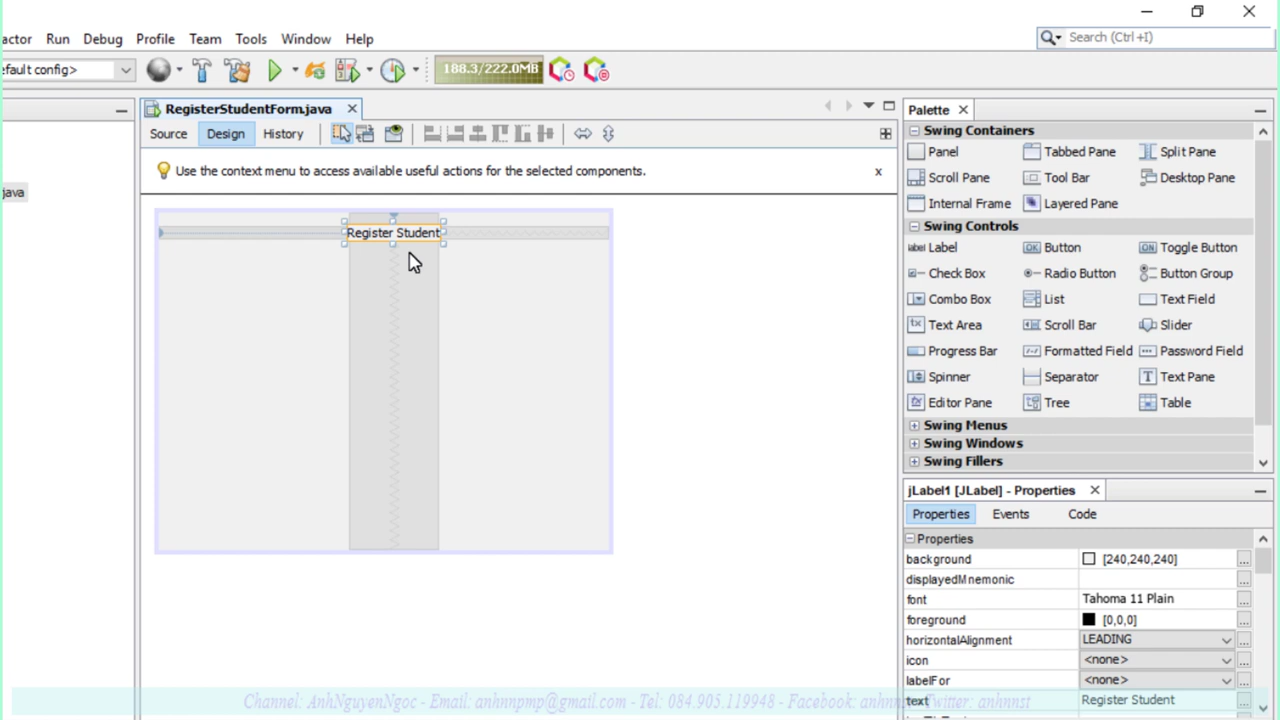 actor Run Debug Profile Team Tools Window Help
Search (Ctrl+I)
efault config>
188.3/222.0MB
RegisterStudentForm.java
Source Design History
Use the context menu to access available useful actions for the selected components. x
java
Register Student
Palette
Swing Containers
Panel Tabbed Pane Split Pane
Scroll Pane Tool Bar Desktop Pane
Internal Frame Layered Pane
Swing Controls
label Label OK Button ON Toggle Button
Check Box Radio Button Button Group
Combo Box List Text Field
Text Area Scroll Bar Slider
Progress Bar Formatted Field Password Field
Spinner Separator Text Pane
Editor Pane Tree Table
Swing Menus
Swing Windows
Swing Fillers
jLabel1 [JLabel] - Properties
Properties Events Code
Properties
background [240,240,240] ...
displayedMnemonic ...
font Tahoma 11 Plain ...
foreground [0,0,0] ...
horizontalAlignment LEADING ...
icon <none> ...
labelFor <none> ...
text Register Student ...
Channel: AnhNguyenNgoc - Email: anhnnpmp@gmail.com - Tel: 084.905.119948 - Facebook: anhnn Twitter: anhnnst